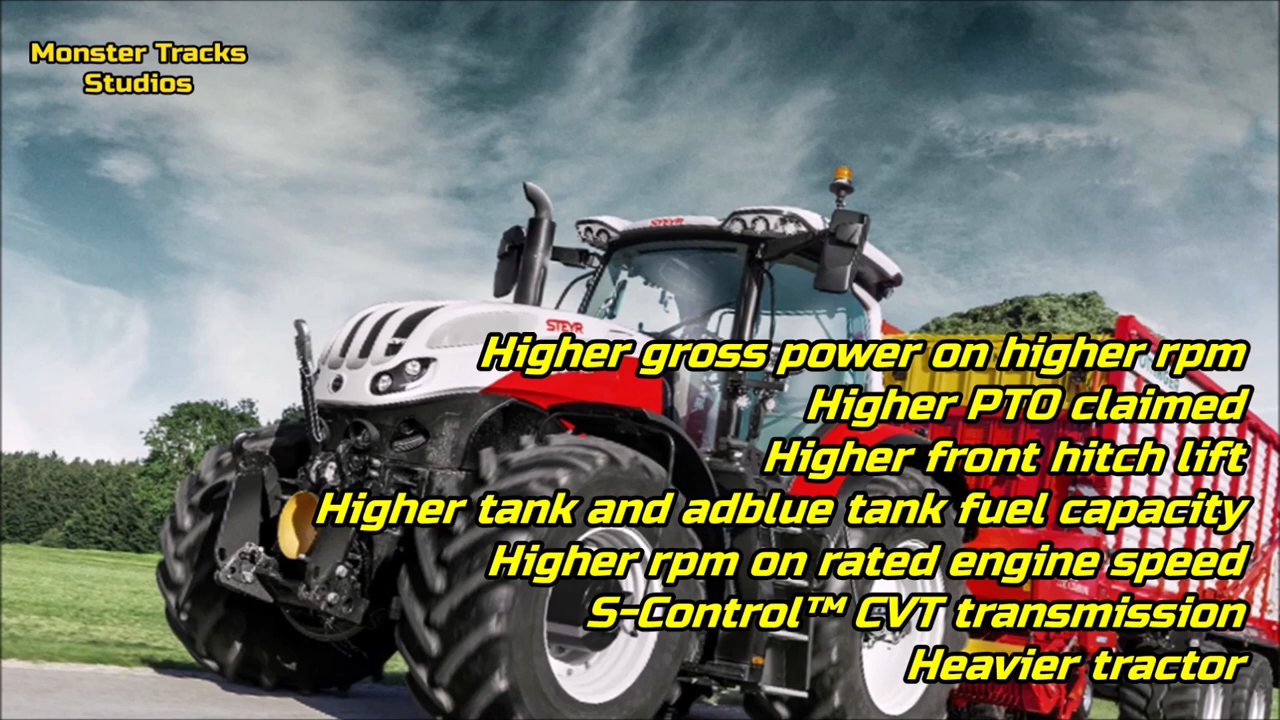 Monster Tracks
Studios
STEYR
STEYR
Higher gross power on higher rpm
Higher PTO claimed
Higher front hitch lift
Higher tank and adblue tank fuel capacity
Higher rpm on rated engine speed
S-Control™ CVT transmission
Heavier tractor